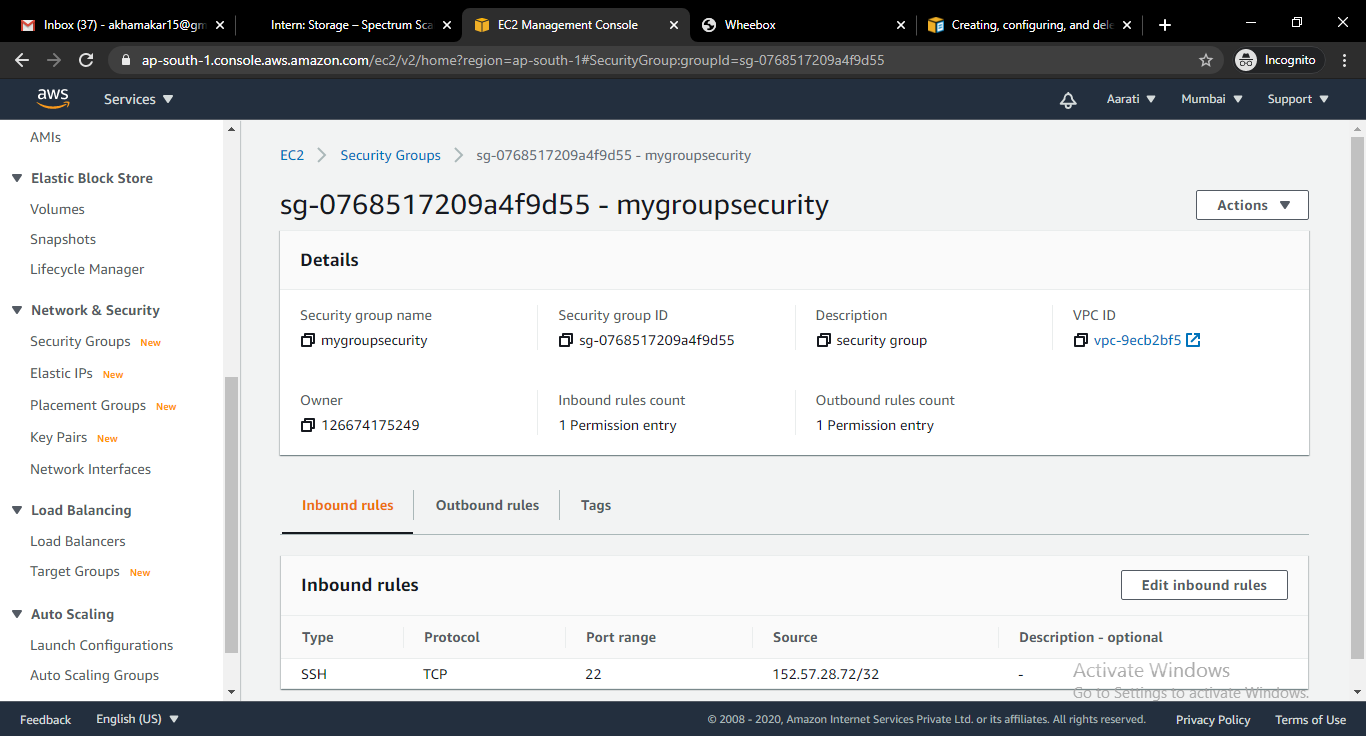 Inbox (37) - akhamakar15@gm
Intern: Storage – Spectrum Sca
EC2 Management Console
Wheebox
Creating, configuring, and dele
ap-south-1.console.aws.amazon.com/ec2/v2/home?region=ap-south-1#SecurityGroup:groupId=sg-0768517209a4f9d55
Incognito
aws Services
Aarati Mumbai Support
AMIs
Elastic Block Store
Volumes
Snapshots
Lifecycle Manager
Network & Security
Security Groups New
Elastic IPs New
Placement Groups New
Key Pairs New
Network Interfaces
Load Balancing
Load Balancers
Target Groups New
Auto Scaling
Launch Configurations
Auto Scaling Groups
EC2 Security Groups sg-0768517209a4f9d55 - mygroupsecurity
sg-0768517209a4f9d55 - mygroupsecurity
Actions
Details
Security group name Security group ID Description VPC ID
mygroupsecurity sg-0768517209a4f9d55 security group vpc-9ecb2bf5
Owner Inbound rules count Outbound rules count
126674175249 1 Permission entry 1 Permission entry
Inbound rules Outbound rules Tags
Inbound rules
Edit inbound rules
Type Protocol Port range Source Description - optional
SSH TCP 22 152.57.28.72/32 -
Activate Windows
Go to Settings to activate Windows.
Feedback English (US)
© 2008 - 2020, Amazon Internet Services Private Ltd. or its affiliates. All rights reserved. Privacy Policy Terms of Use